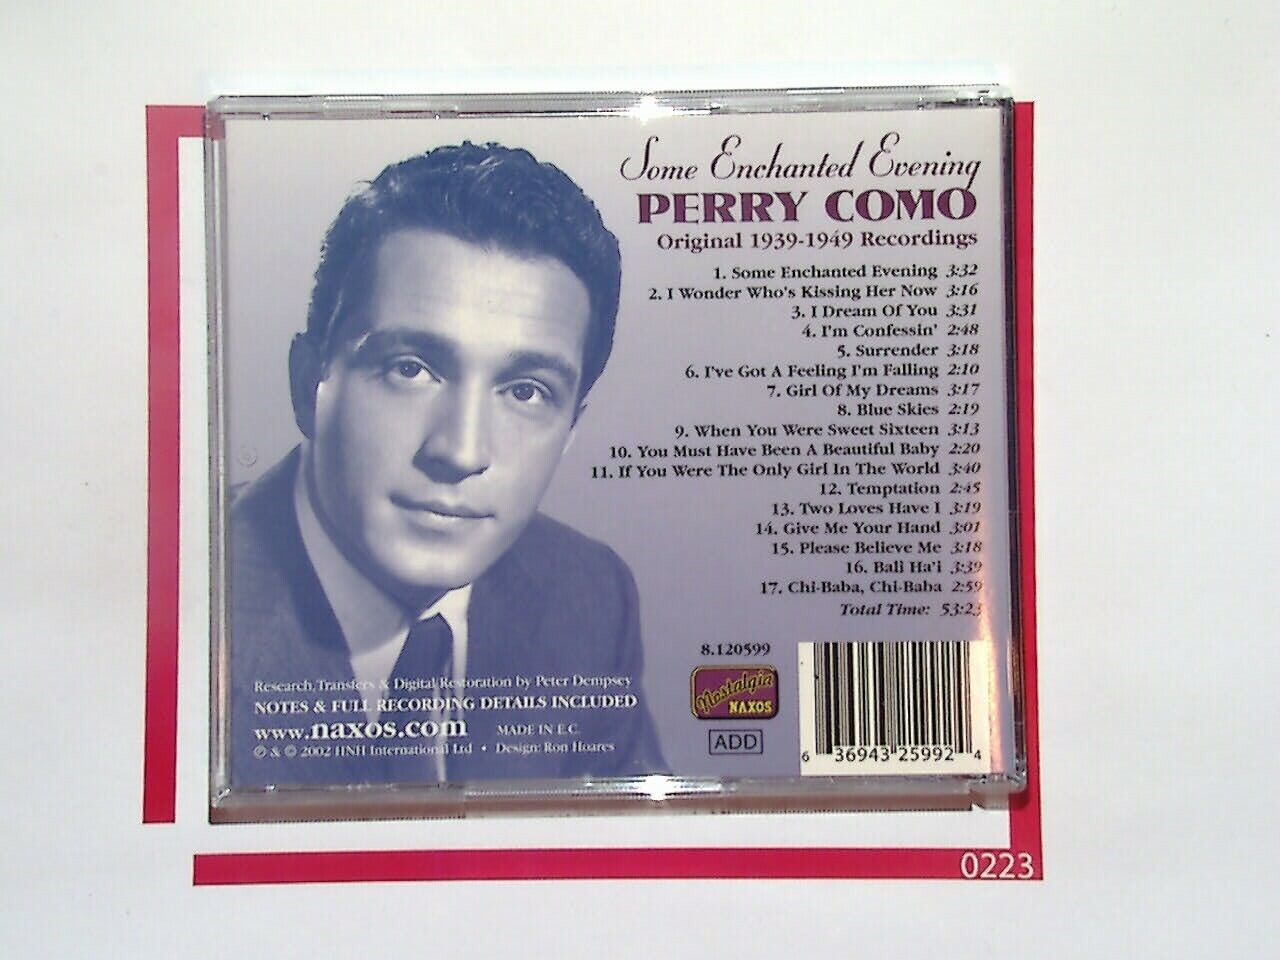 Some Enchanted Evening
PERRY COMO
Original 1939-1949 Recordings
1. Some Enchanted Evening 3:32
2. I Wonder Who's Kissing Her Now 3:16
3. I Dream Of You 3:31
4. I'm Confessin' 2:48
5. Surrender 3:18
6. I've Got A Feeling I'm Falling 2:10
7. Girl Of My Dreams 3:17
8. Blue Skies 2:19
9. When You Were Sweet Sixteen 3:13
10. You Must Have Been A Beautiful Baby 2:20
11. If You Were The Only Girl In The World 3:40
12. Temptation 2:45
13. Two Loves Have I 3:19
14. Give Me Your Hand 3:01
15. Please Believe Me 3:18
16. Bali Ha'i 3:39
17. Chi-Baba, Chi-Baba 2:59
Total Time: 53:23
8.120599
Nostalgia
NAXOS
ADD
6 36943 25992 4
Research, Transfers & Digital Restoration by Peter Dempsey
NOTES & FULL RECORDING DETAILS INCLUDED
www.naxos.com MADE IN E.C.
℗ & © 2002 HNH International Ltd • Design: Ron Hoares
0223